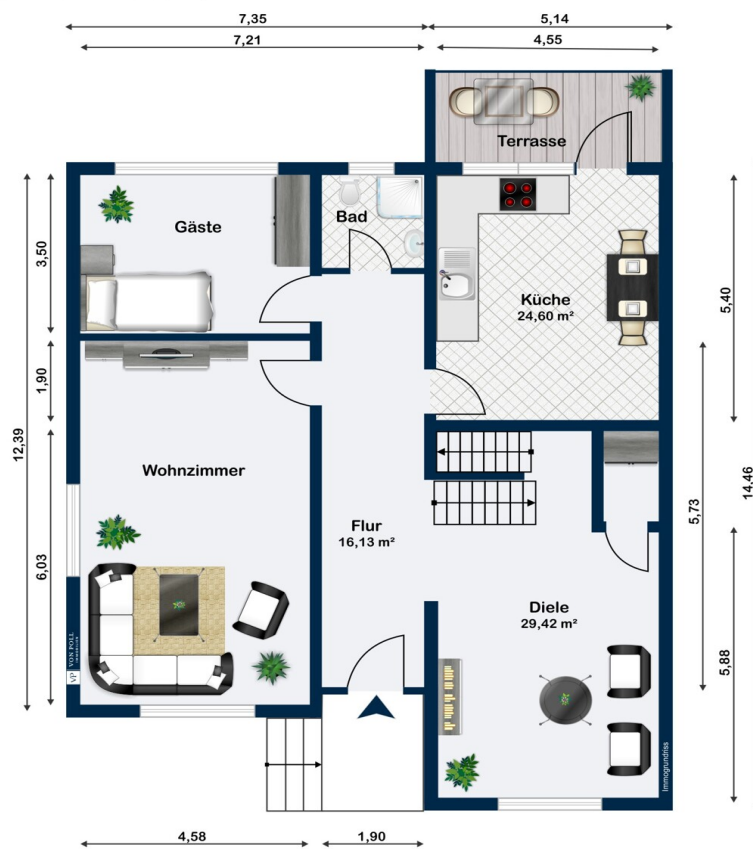 7,35
5,14
7,21
4,55
Terrasse
Gäste
Bad
Küche
24,60 m²
3,50
5,40
1,90
12,39
Wohnzimmer
14.46
5,73
Flur
16,13 m²
6,03
Diele
29,42 m²
5,88
VP VON POLL
IMMOBILIEN
Immogrundriss
4,58
1,90